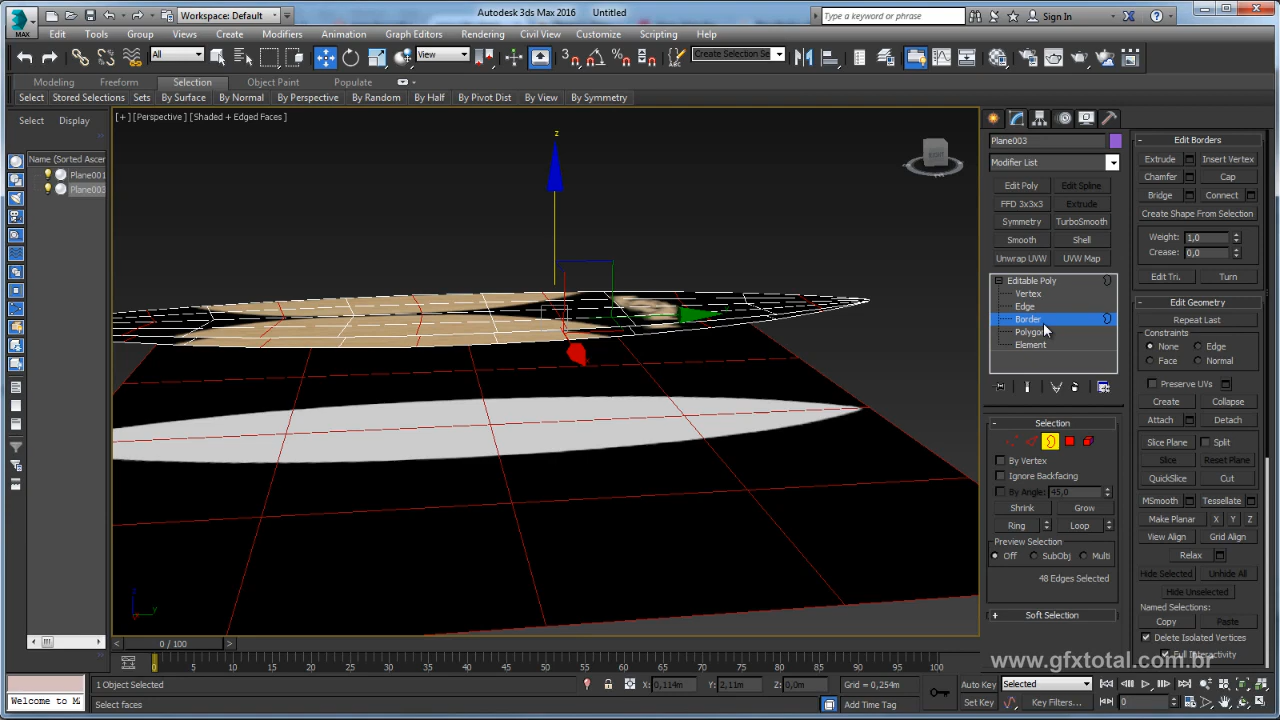 MAX
Workspace: Default
Autodesk 3ds Max 2016    Untitled
Type a keyword or phrase
Sign In
Edit Tools Group Views Create Modifiers Animation Graph Editors Rendering Civil View Customize Scripting Help
All
View
Create Selection Se
Modeling Freeform Selection Object Paint Populate
Select Stored Selections Sets By Surface By Normal By Perspective By Random By Half By Pivot Dist By View By Symmetry
Select Display
Name (Sorted Ascen
Plane001
Plane003
[+] [Perspective] [Shaded + Edged Faces]
z
z
y
Plane003
Modifier List
Edit Poly Edit Spline
FFD 3x3x3 Extrude
Symmetry TurboSmooth
Smooth Shell
Unwrap UVW UVW Map
Editable Poly
Vertex
Edge
Border
Polygon
Element
Selection
By Vertex
Ignore Backfacing
By Angle: 45,0
Shrink Grow
Ring Loop
Preview Selection
Off SubObj Multi
48 Edges Selected
Soft Selection
Edit Borders
Extrude Insert Vertex
Chamfer Cap
Bridge Connect
Create Shape From Selection
Weight: 1,0
Crease: 0,0
Edit Tri. Turn
Edit Geometry
Repeat Last
Constraints
None Edge
Face Normal
Preserve UVs
Create Collapse
Attach Detach
Slice Plane Split
Slice Reset Plane
QuickSlice Cut
MSmooth Tessellate
Make Planar X Y Z
View Align Grid Align
Relax
Hide Selected Unhide All
Hide Unselected
Named Selections:
Copy Paste
Delete Isolated Vertices
Full Interactivity
www.gfxtotal.com.br
0 / 100
0 5 10 15 20 25 30 35 40 45 50 55 60 65 70 75 80 85 90 95 100
1 Object Selected
X: 0,114m Y: 2,11m Z: 0,0m
Grid = 0,254m
Auto Key
Selected
Welcome to M
Select faces
Add Time Tag
Set Key
Key Filters...
0